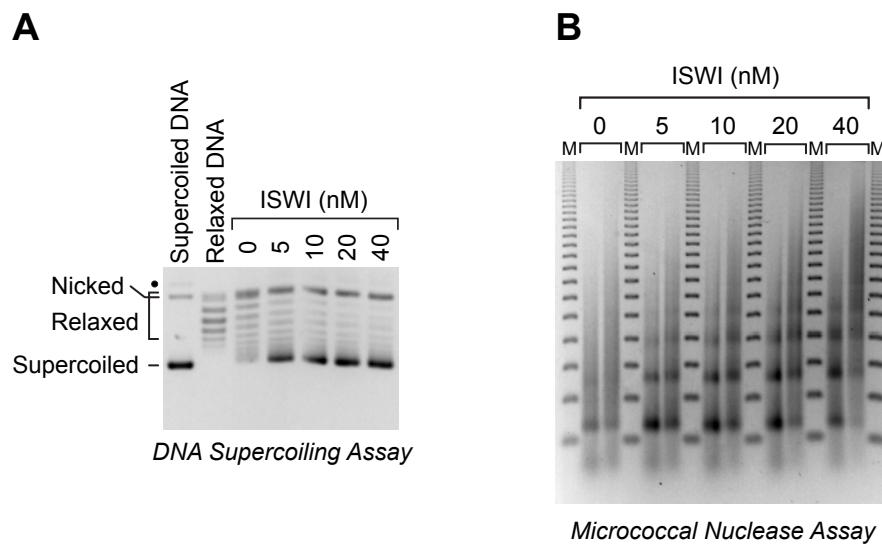 A
Supercoiled DNA
Relaxed DNA
ISWI (nM)
0 5 10 20 40
Nicked
Relaxed
Supercoiled
DNA Supercoiling Assay
B
ISWI (nM)
0 5 10 20 40
M M M M M M
Micrococcal Nuclease Assay